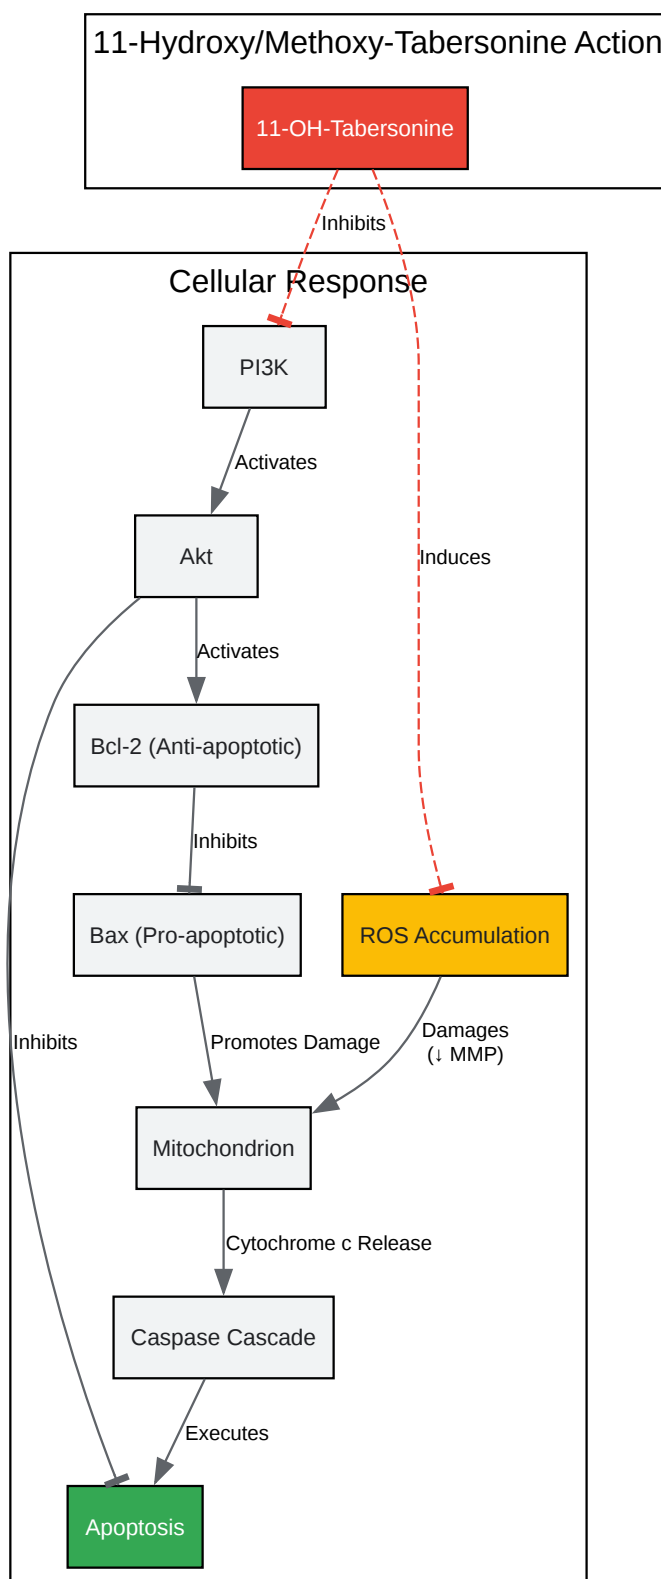 11-Hydroxy/Methoxy-Tabersonine Action
11-OH-Tabersonine
Inhibits
Cellular Response
PI3K
Activates
Akt
Induces
Activates
Bcl-2 (Anti-apoptotic)
Inhibits
Bax (Pro-apoptotic)
ROS Accumulation
Inhibits
Promotes Damage
Damages
(↓ MMP)
Mitochondrion
Cytochrome c Release
Caspase Cascade
Executes
Apoptosis